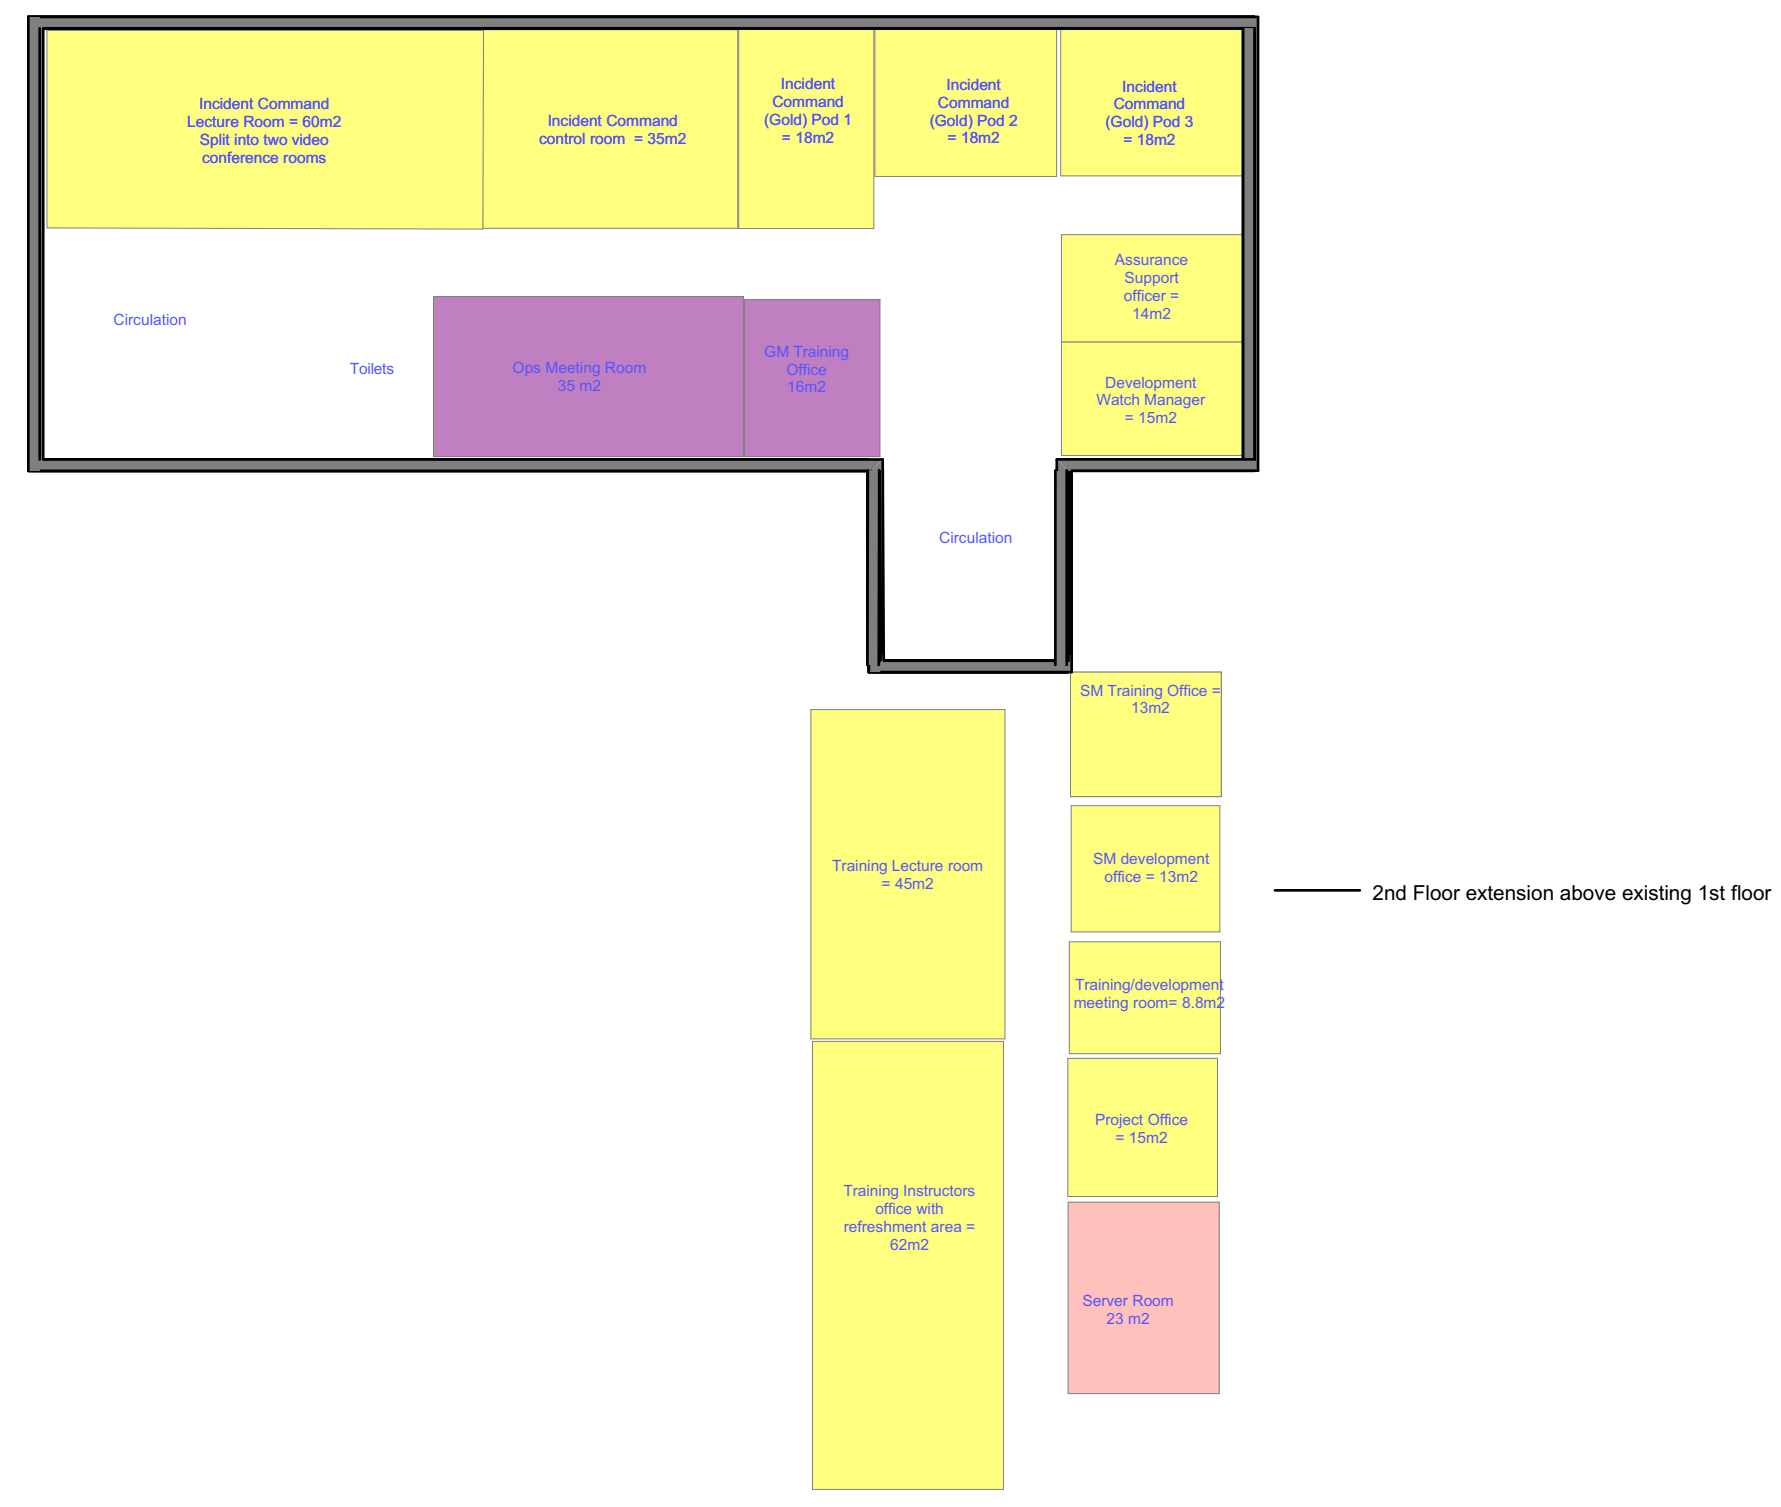 Incident Command
Lecture Room = 60m2
Split into two video
conference rooms
Incident Command
control room  = 35m2
Incident
Command
(Gold) Pod 1
= 18m2
Incident
Command
(Gold) Pod 2
= 18m2
Incident
Command
(Gold) Pod 3
= 18m2
Assurance
Support
officer =
14m2
Circulation
Toilets
Ops Meeting Room
35 m2
GM Training
Office
16m2
Development
Watch Manager
= 15m2
Circulation
SM Training Office =
13m2
Training Lecture room
= 45m2
SM development
office = 13m2
2nd Floor extension above existing 1st floor
Training/development
meeting room= 8.8m2
Project Office
= 15m2
Training Instructors
office with
refreshment area =
62m2
Server Room
23 m2